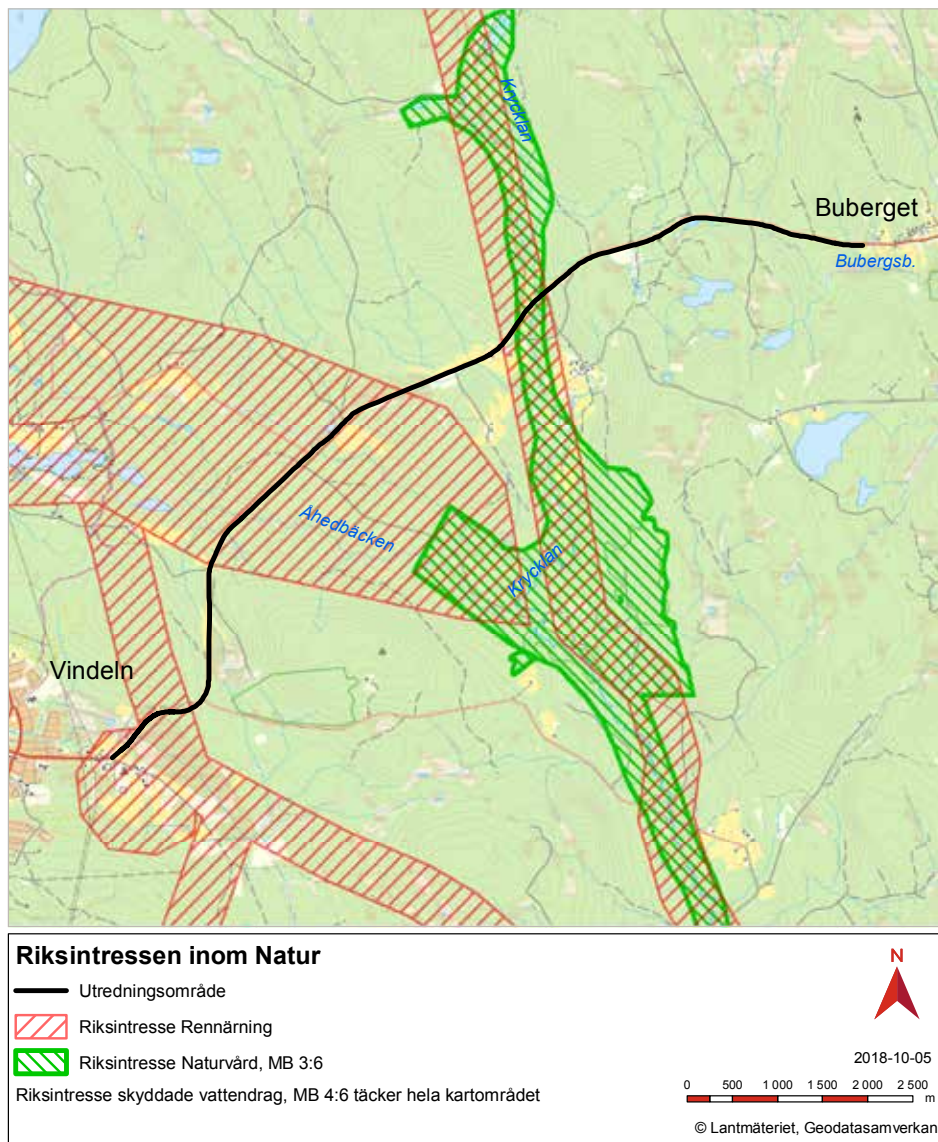 Krycklan
Buberget
Bubergsb.
Åhedbäcken
Krycklan
Vindeln
Riksintressen inom Natur
Utredningsområde
Riksintresse Rennärning
Riksintresse Naturvård, MB 3:6
Riksintresse skyddade vattendrag, MB 4:6 täcker hela kartområdet
N
2018-10-05
0 500 1 000 1 500 2 000 2 500
m
© Lantmäteriet, Geodatasamverkan